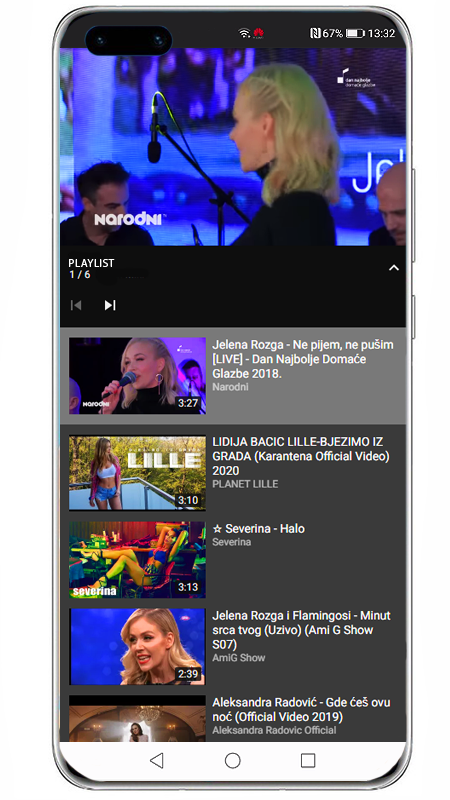 67% 13:32
dan najbolje
domaće glazbe
Jel
NARODNI
PLAYLIST
1 / 6
Jelena Rozga - Ne pijem, ne pušim
[LIVE] - Dan Najbolje Domaće
Glazbe 2018.
Narodni
NARODNI
3:27
LIDIJA BACIC LILLE-BJEZIMO IZ
GRADA (Karantena Official Video)
2020
PLANET LILLE
LILLE
3:10
☆ Severina - Halo
Severina
severina
3:13
Jelena Rozga i Flamingosi - Minut
srca tvog (Uzivo) (Ami G Show
S07)
AmiG Show
2:39
Aleksandra Radović - Gde ćeš ovu
noć (Official Video 2019)
Aleksandra Radovic Official